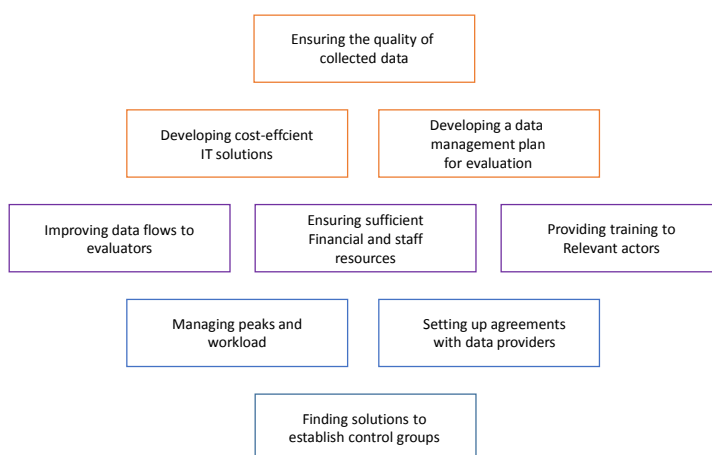 Ensuring the quality of
collected data
Developing cost-effcient
IT solutions
Developing a data
management plan
for evaluation
Improving data flows to
evaluators
Ensuring sufficient
Financial and staff
resources
Providing training to
Relevant actors
Managing peaks and
workload
Setting up agreements
with data providers
Finding solutions to
establish control groups